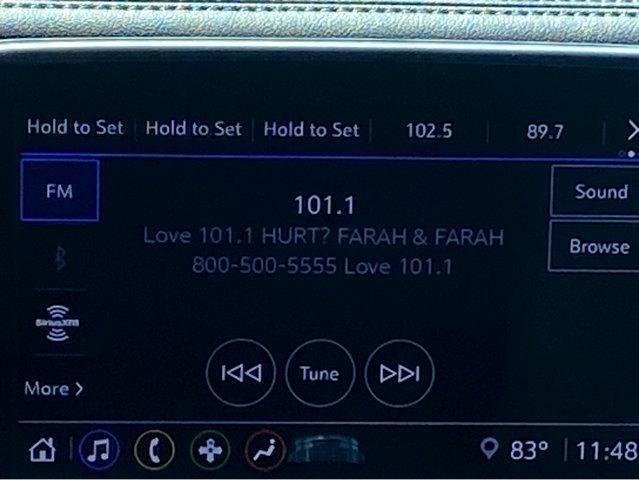 Hold to Set Hold to Set Hold to Set 102.5 89.7
FM
101.1
Sound
Love 101.1 HURT? FARAH & FARAH
800-500-5555 Love 101.1
Browse
SiriusXM
More
Tune
83° 11:48